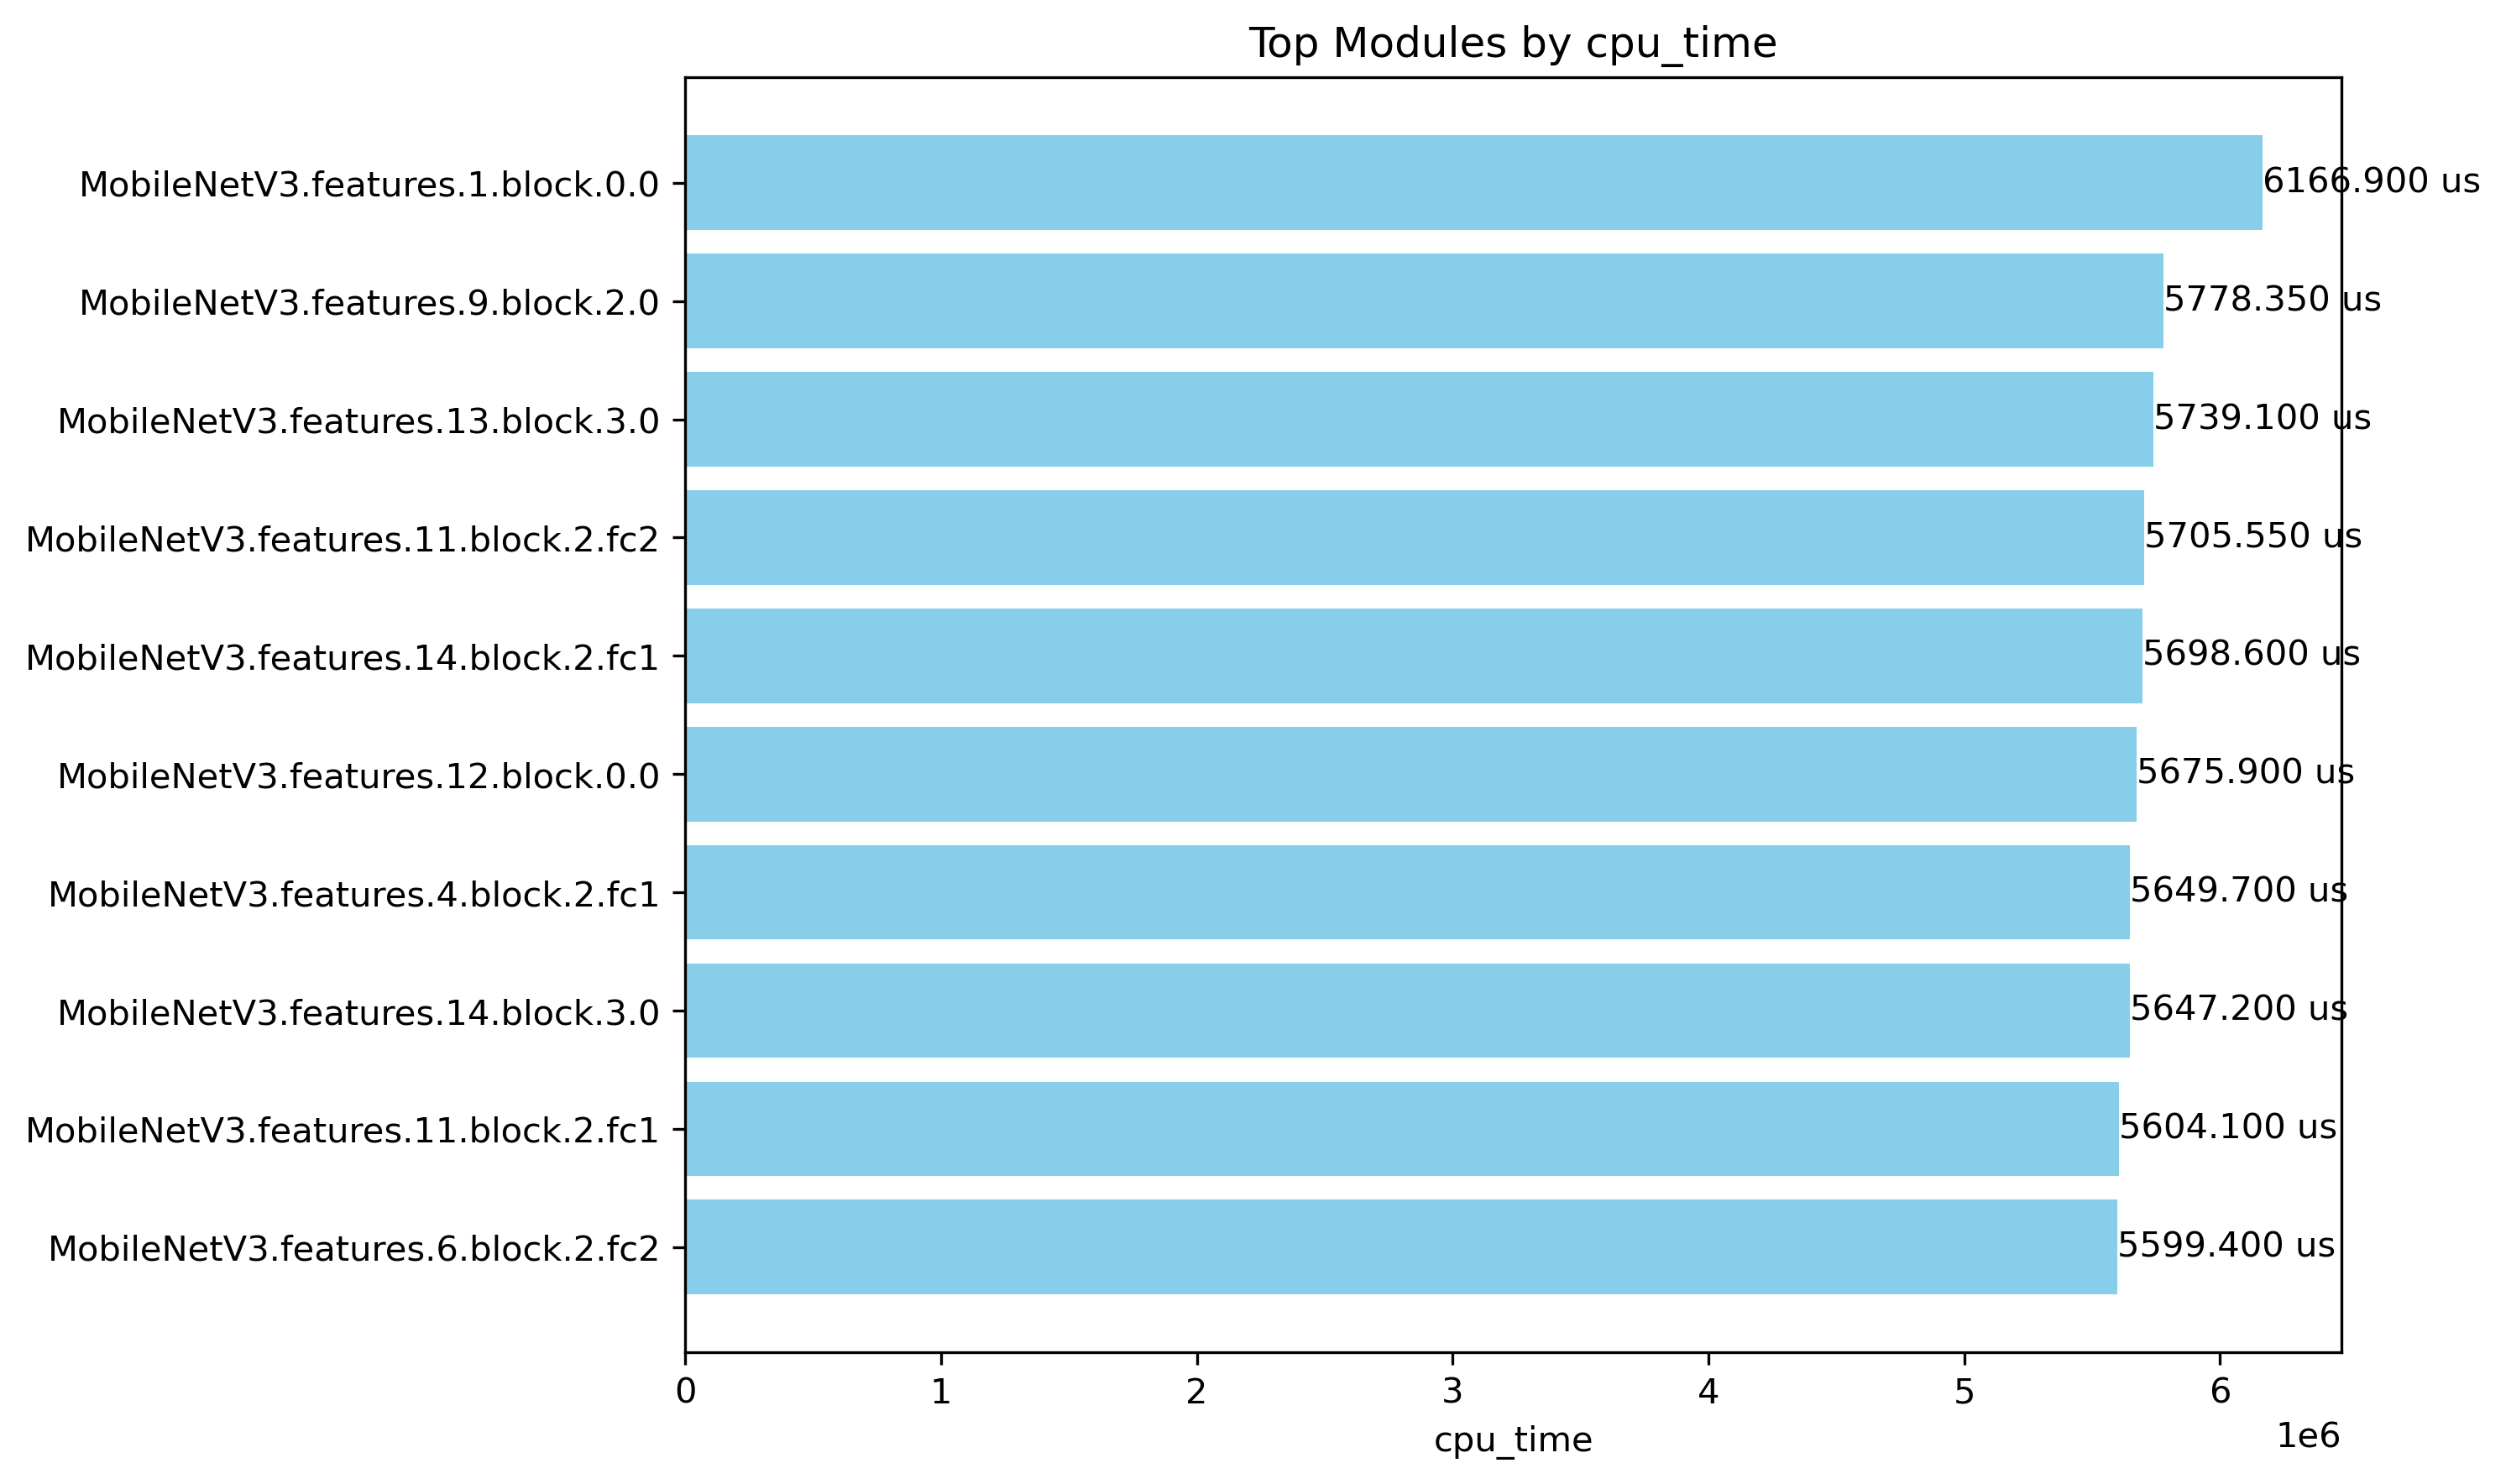 Top Modules by cpu_time
MobileNetV3.features.1.block.0.0 6166.900 us
MobileNetV3.features.9.block.2.0 5778.350 us
MobileNetV3.features.13.block.3.0 5739.100 us
MobileNetV3.features.11.block.2.fc2 5705.550 us
MobileNetV3.features.14.block.2.fc1 5698.600 us
MobileNetV3.features.12.block.0.0 5675.900 us
MobileNetV3.features.4.block.2.fc1 5649.700 us
MobileNetV3.features.14.block.3.0 5647.200 us
MobileNetV3.features.11.block.2.fc1 5604.100 us
MobileNetV3.features.6.block.2.fc2 5599.400 us
0 1 2 3 4 5 6
1e6
cpu_time